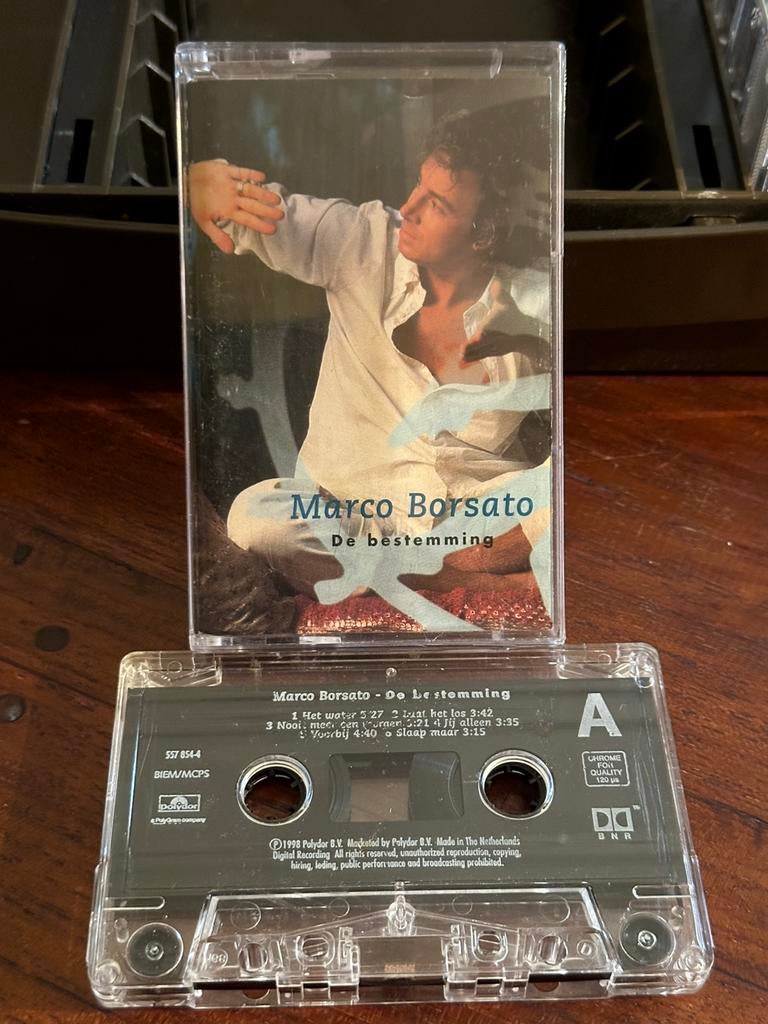 Marco Borsato
De bestemming
Marco Borsato - De bestemming
1 Het water 5:27 2 Laat het los 3:42
3 Nooit meer een morgen 5:21 4 Jij alleen 3:35
5 Voorbij 4:40 6 Slaap maar 3:15
A
557 854-4
BIEM/MCPS
Polydor
a PolyGram company
CHROME
FOR
QUALITY
120 µs
BNR
℗1998 Polydor B.V. Marketed by Polydor B.V. Made in The Netherlands
Digital Recording All rights reserved, unauthorized reproduction, copying,
hiring, leding, public performance and broadcasting prohibited.